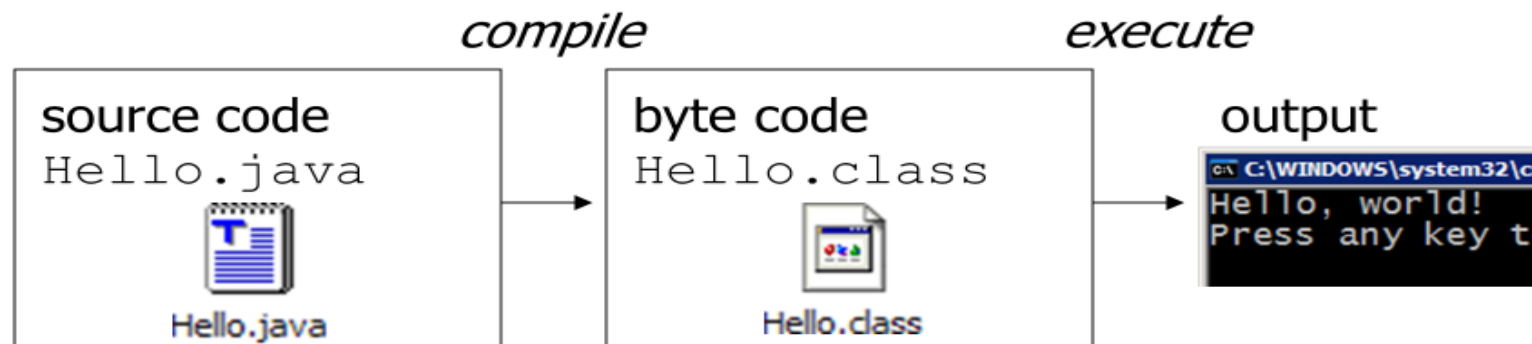 compile
execute
source code
Hello.java
Hello.java
byte code
Hello.class
Hello.class
output
C:\WINDOWS\system32\c
Hello, world!
Press any key t